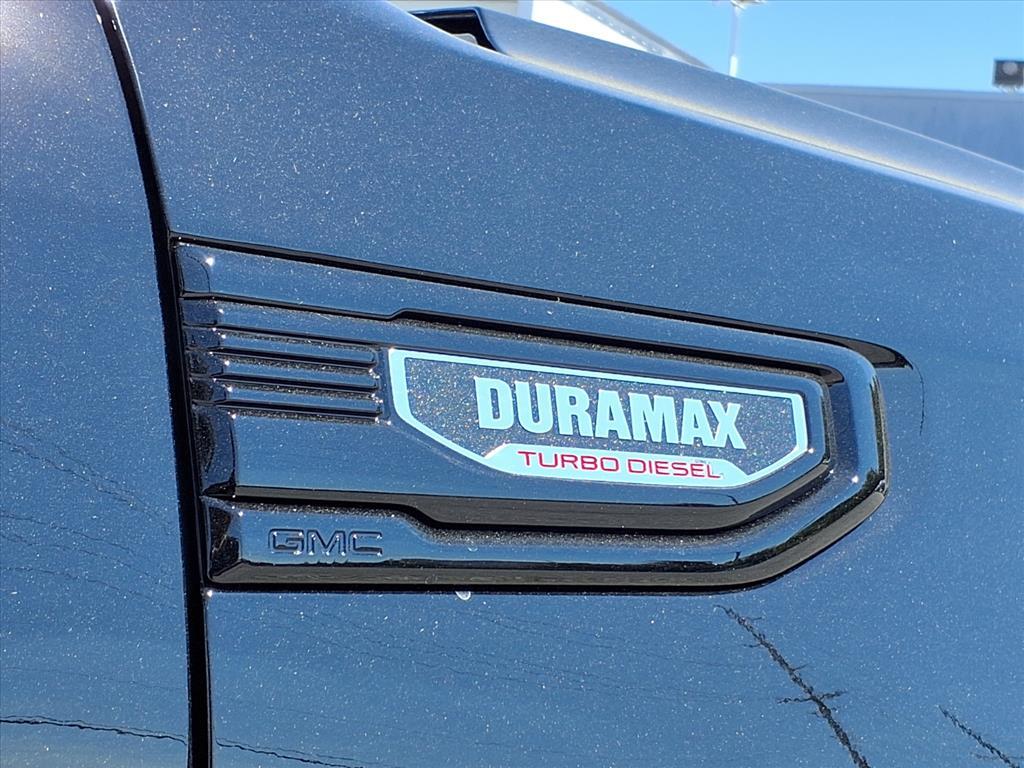 DURAMAX
TURBO DIESEL
GMC